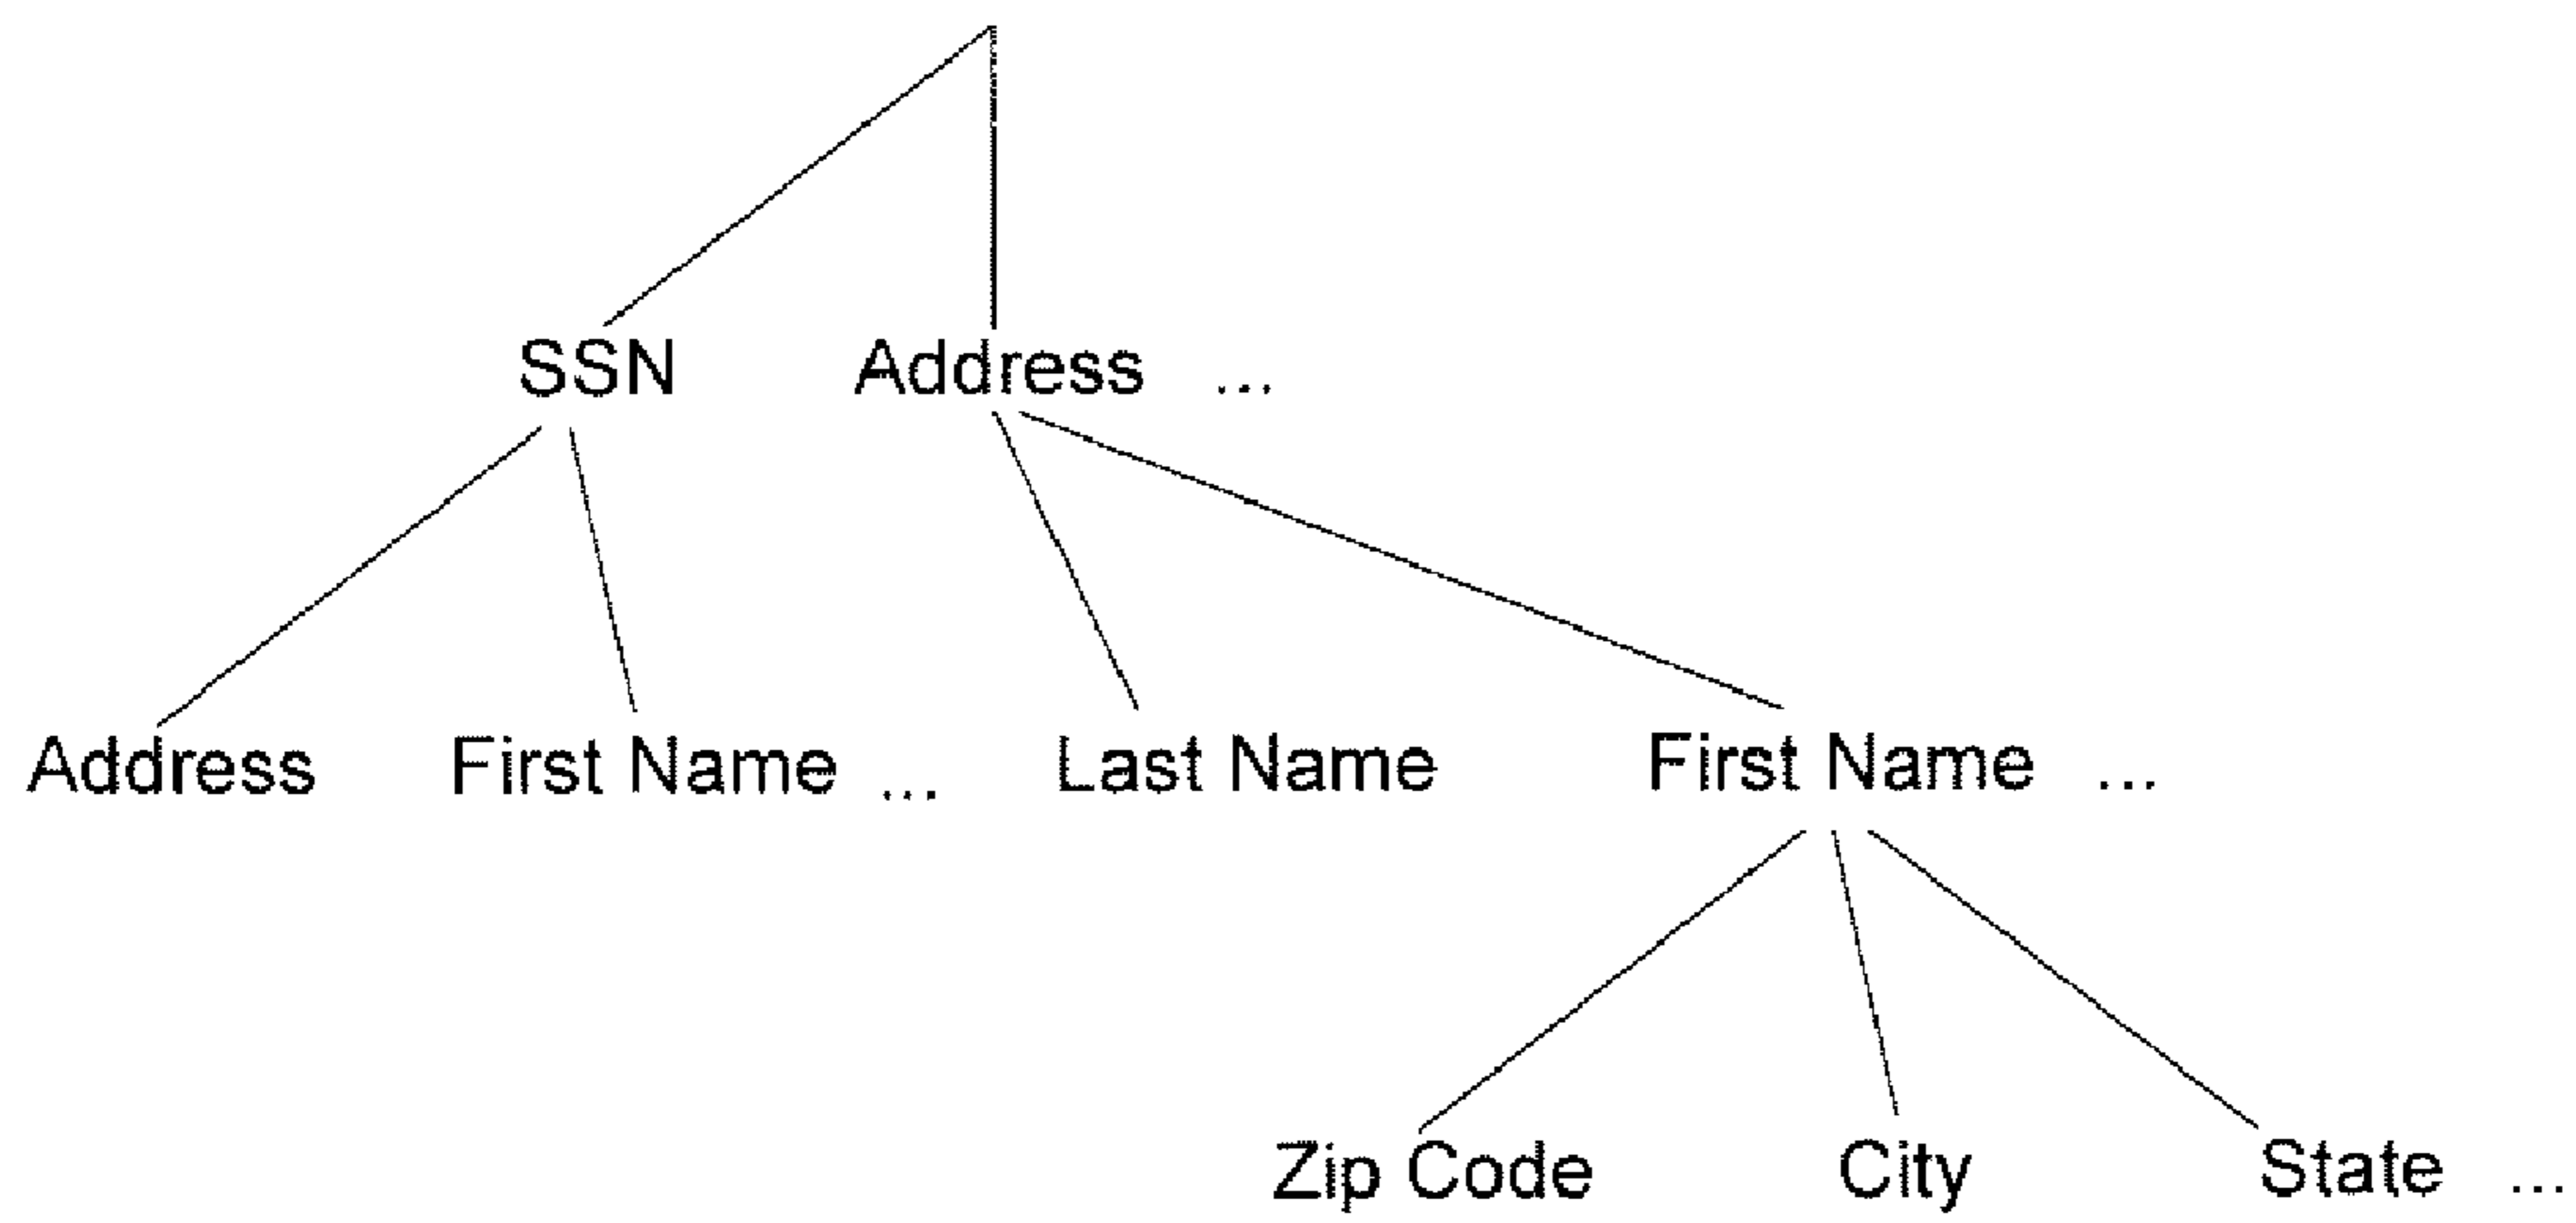 SSN Address ...
Address First Name ... Last Name First Name ...
Zip Code City State ...